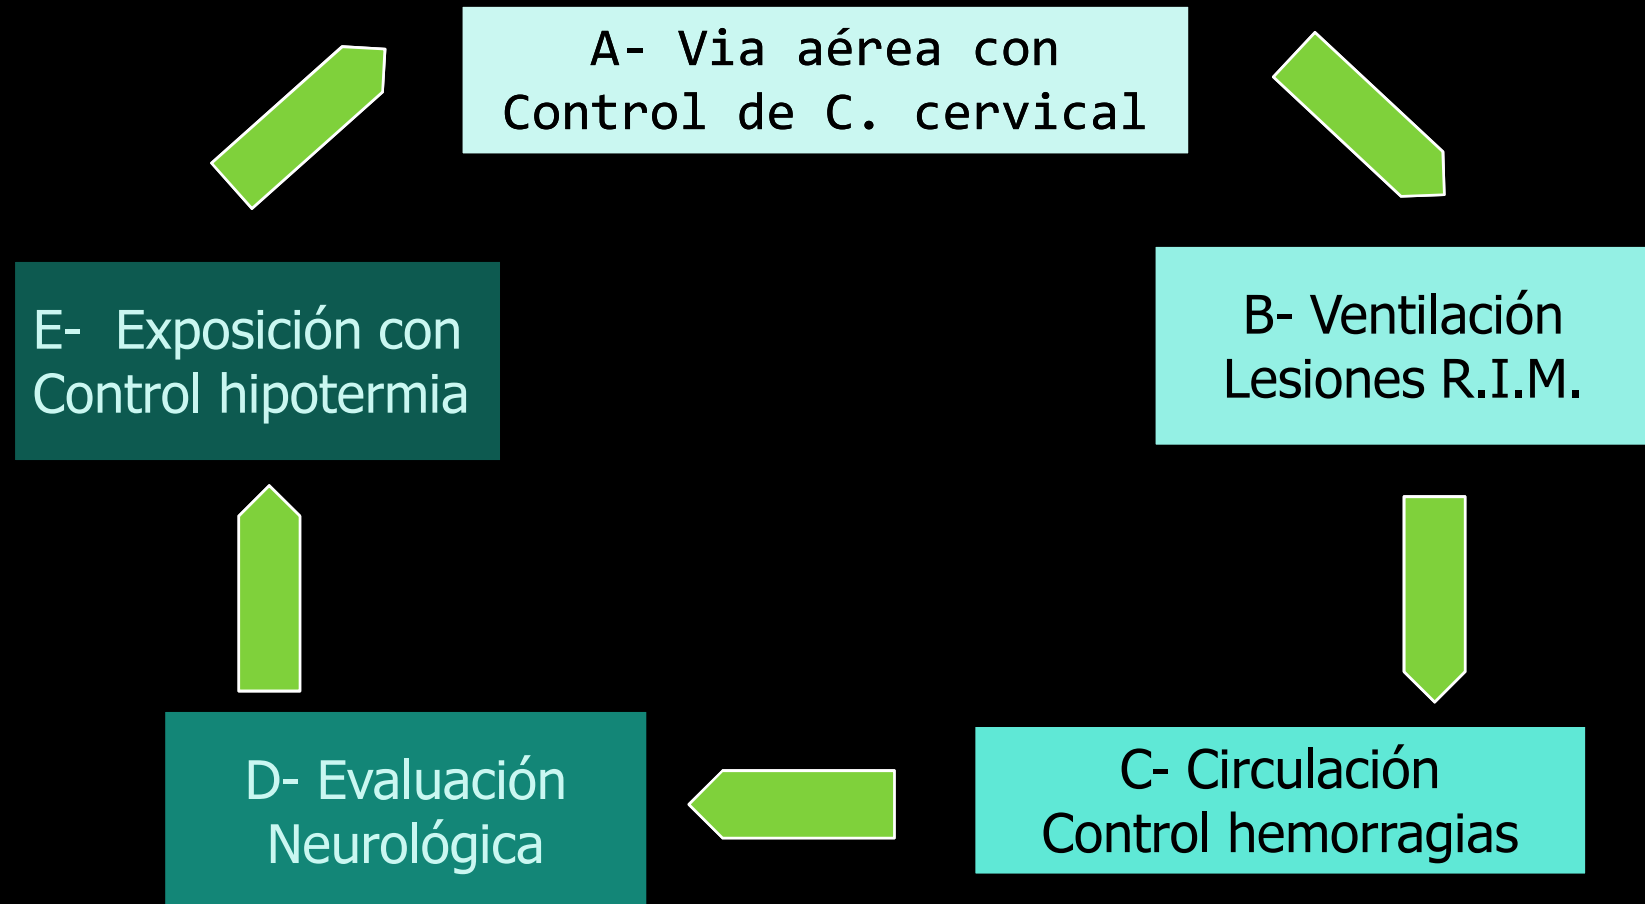 A- Via aérea con
Control de C. cervical
B- Ventilación
Lesiones R.I.M.
C- Circulación
Control hemorragias
D- Evaluación
Neurológica
E- Exposición con
Control hipotermia